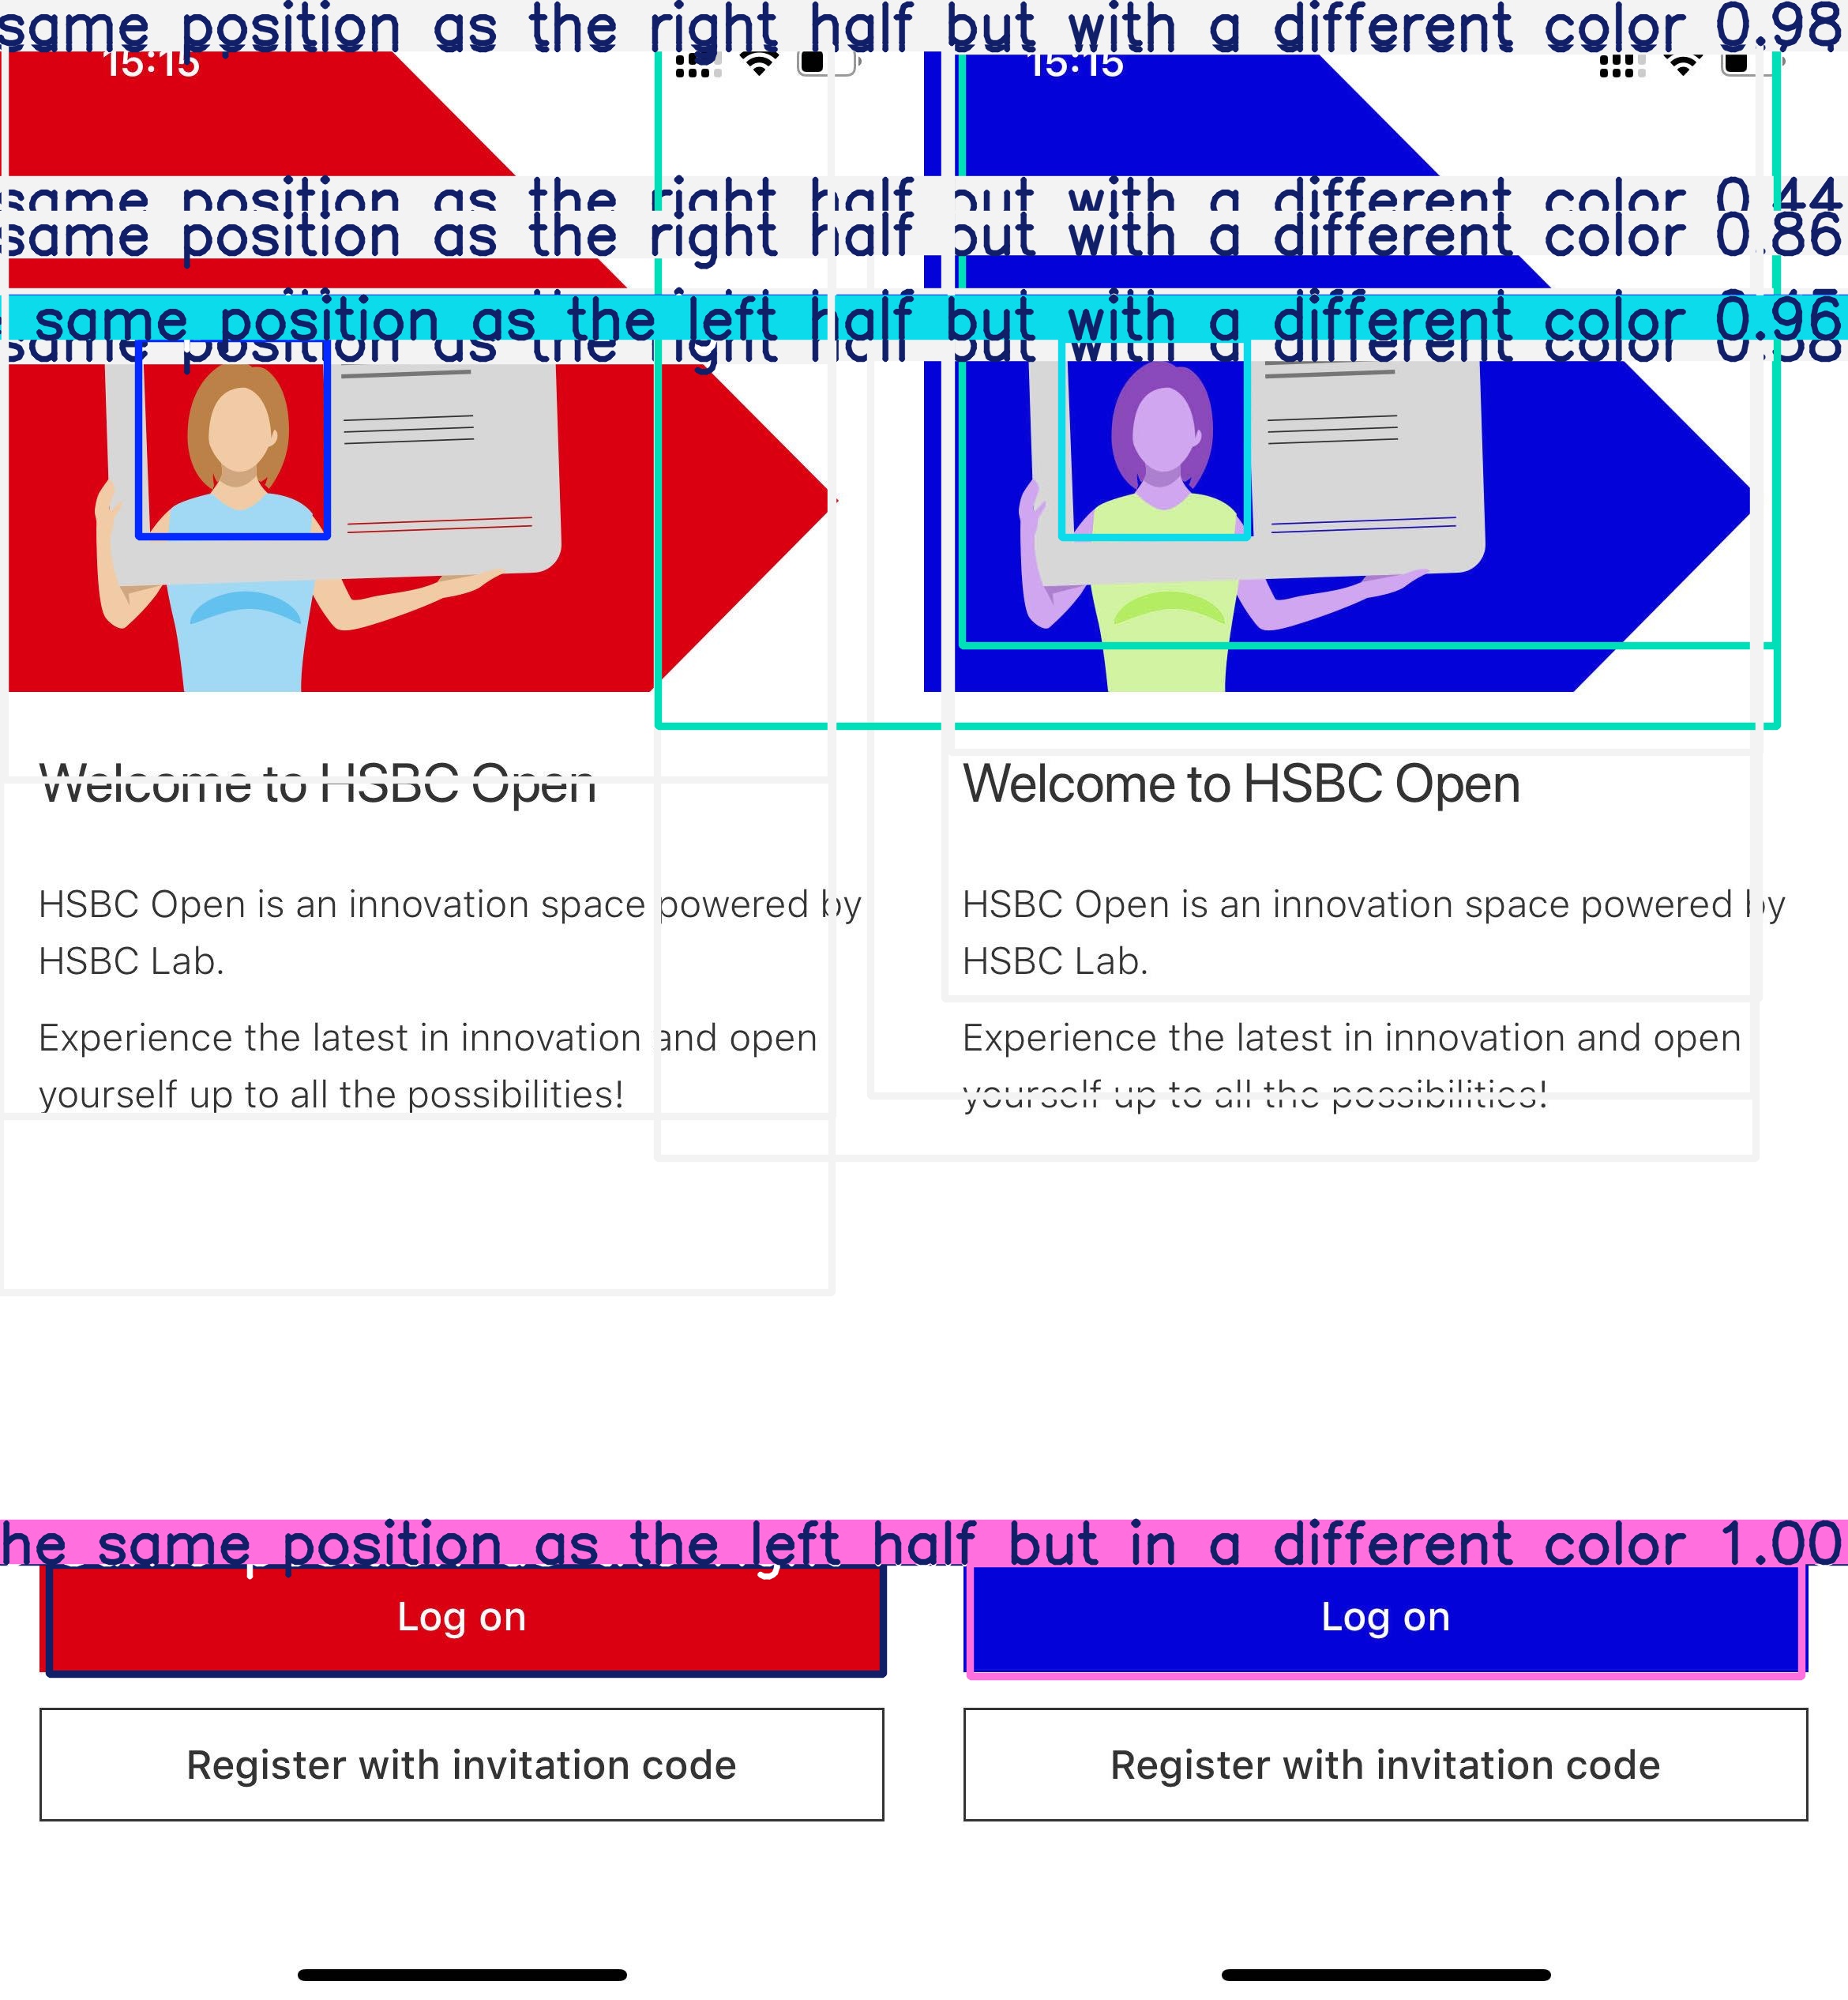 same position as the right half but with a different color 0.98
15:15
15:15
same position as the right half but with a different color 0.44
same position as the right half but with a different color 0.86
same position as the left half but with a different color 0.96
same position as the right half but with a different color
Welcome to HSBC Open
Welcome to HSBC Open
HSBC Open is an innovation space powered by
HSBC Lab.
HSBC Open is an innovation space powered by
HSBC Lab.
Experience the latest in innovation and open
yourself up to all the possibilities!
Experience the latest in innovation and open
yourself up to all the possibilities!
he same position as the left half but in a different color 1.00
Log on
Log on
Register with invitation code
Register with invitation code